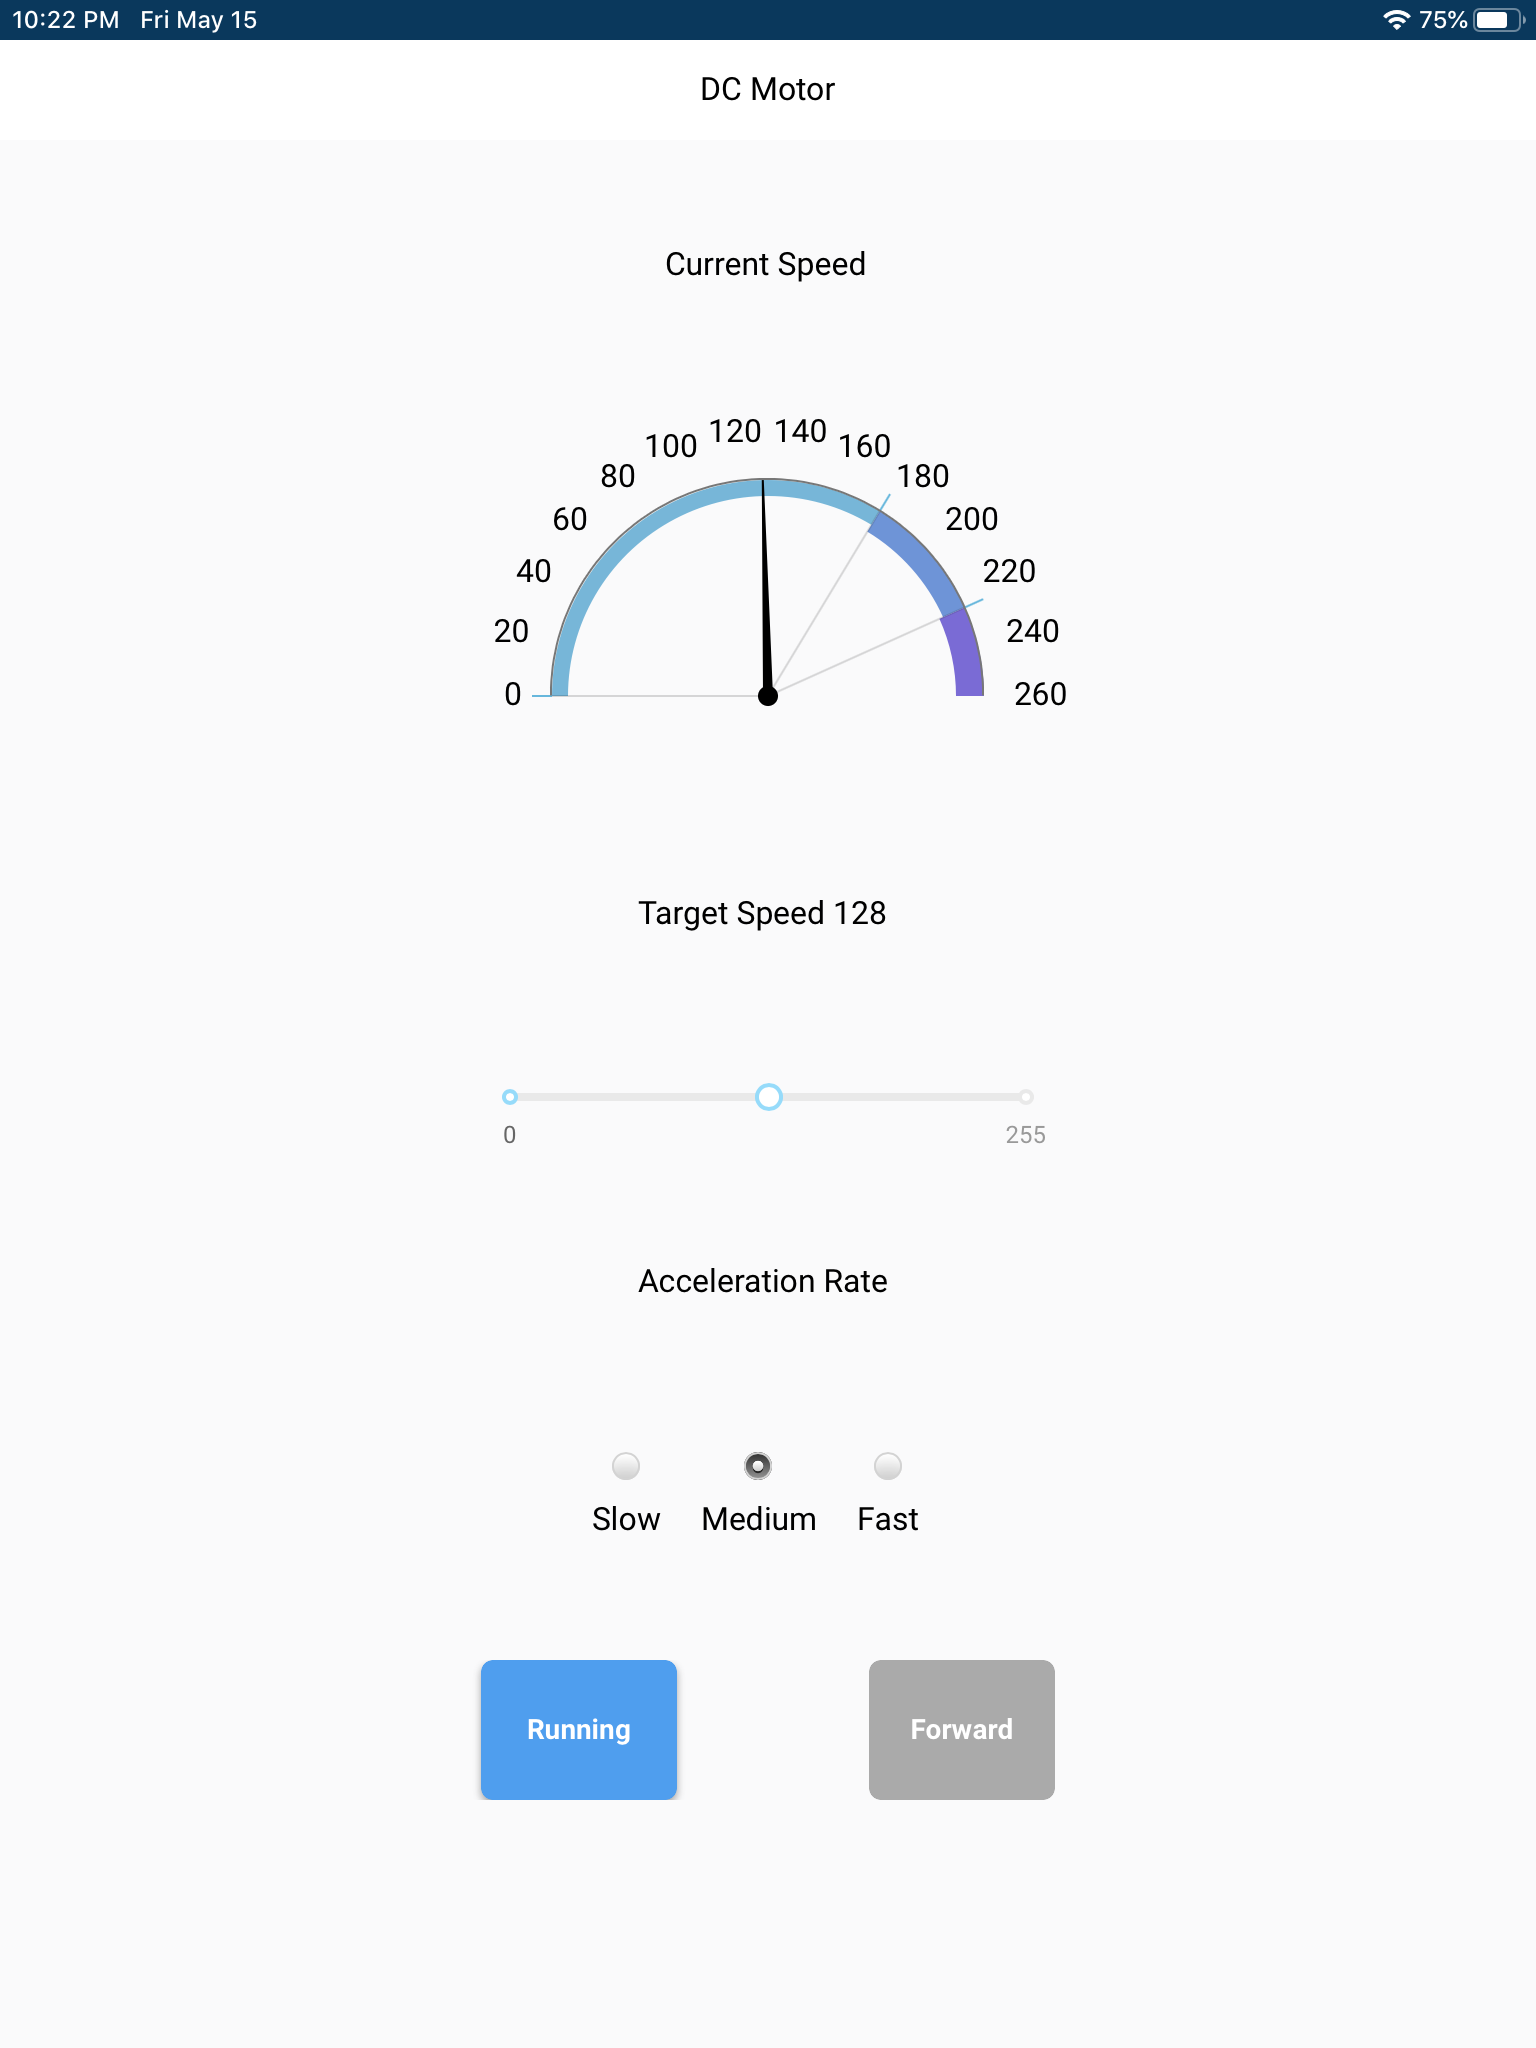 10:22 PM Fri May 15 75%
DC Motor
Current Speed
120 140
100 160
80 180
60 200
40 220
20 240
0 260
Target Speed 128
0 255
Acceleration Rate
Slow Medium Fast
Running Forward